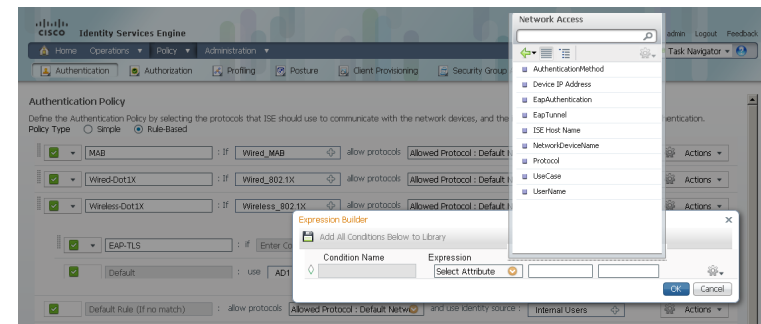 Network Access
CISCO Identity Services Engine
admin Logout Feedback
Home Operations Policy Administration Task Navigator
Authentication Authorization Profiling Posture Client Provisioning Security Group
AuthenticationMethod
Device IP Address
EapAuthentication
EapTunnel
ISE Host Name
NetworkDeviceName
Protocol
UseCase
UserName
Authentication Policy
Define the Authentication Policy by selecting the protocols that ISE should use to communicate with the network devices, and the entication.
Policy Type Simple Rule-Based
MAB : If Wired_MAB allow protocols Allowed Protocol : Default N Actions
Wired-Dot1X : If Wired_802.1X allow protocols Allowed Protocol : Default N Actions
Wireless-Dot1X : If Wireless_802.1X allow protocols Allowed Protocol : Default N Actions
Expression Builder
Add All Conditions Below to Library
EAP-TLS : if Enter Co
Condition Name Expression
Default : use AD1
Select Attribute
OK Cancel
Default Rule (If no match) : allow protocols Allowed Protocol : Default Netw and use identity source : Internal Users Actions